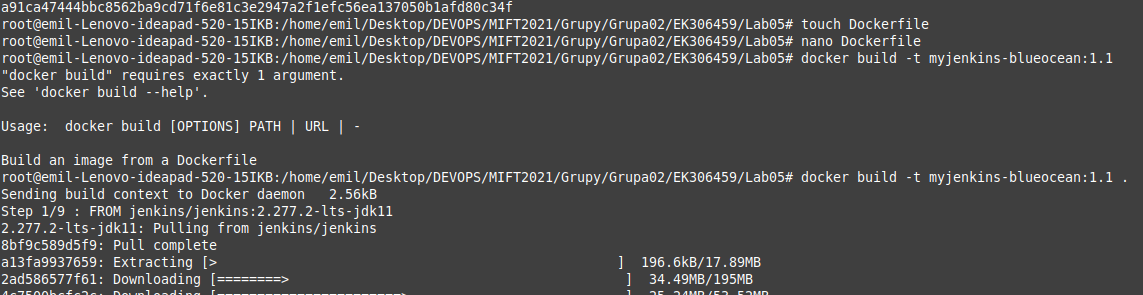 a91ca47444bbc8562ba9cd71f6e81c3e2947a2f1efc56ea137050b1afd80c34f
root@emil-Lenovo-ideapad-520-15IKB:/home/emil/Desktop/DEVOPS/MIFT2021/Grupy/Grupa02/EK306459/Lab05# touch Dockerfile
root@emil-Lenovo-ideapad-520-15IKB:/home/emil/Desktop/DEVOPS/MIFT2021/Grupy/Grupa02/EK306459/Lab05# nano Dockerfile
root@emil-Lenovo-ideapad-520-15IKB:/home/emil/Desktop/DEVOPS/MIFT2021/Grupy/Grupa02/EK306459/Lab05# docker build -t myjenkins-blueocean:1.1
"docker build" requires exactly 1 argument.
See 'docker build --help'.
Usage:  docker build [OPTIONS] PATH | URL | -
Build an image from a Dockerfile
root@emil-Lenovo-ideapad-520-15IKB:/home/emil/Desktop/DEVOPS/MIFT2021/Grupy/Grupa02/EK306459/Lab05# docker build -t myjenkins-blueocean:1.1 .
Sending build context to Docker daemon   2.56kB
Step 1/9 : FROM jenkins/jenkins:2.277.2-lts-jdk11
2.277.2-lts-jdk11: Pulling from jenkins/jenkins
8bf9c589d5f9: Pull complete
a13fa9937659: Extracting [>                                                  ]  196.6kB/17.89MB
2ad586577f61: Downloading [========>                                          ]  34.49MB/195MB
Downloading [=======================>                           ]